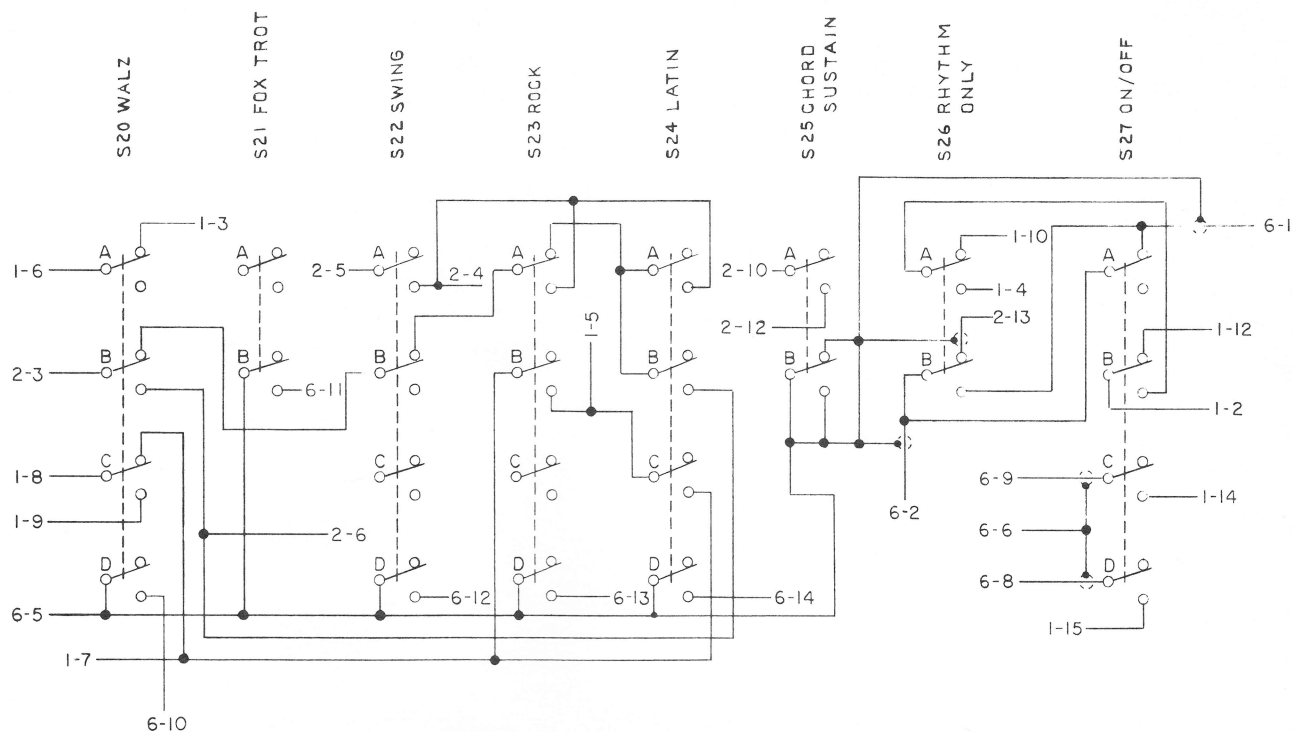 S20 WALZ
S21 FOX TROT
S22 SWING
S23 ROCK
S24 LATIN
S25 CHORD
SUSTAIN
S26 RHYTHM
ONLY
S27 ON/OFF
1-3
6-1
A
A
A
A
A
A
A
A
1-10
1-6
2-5
2-4
2-10
1-4
2-13
1-5
2-12
1-12
B
B
B
B
B
B
B
B
2-3
6-11
1-2
C
C
C
C
C
1-8
6-9
1-14
1-9
6-2
2-6
6-6
D
D
D
D
D
6-8
6-12
6-13
6-14
6-5
1-15
1-7
6-10